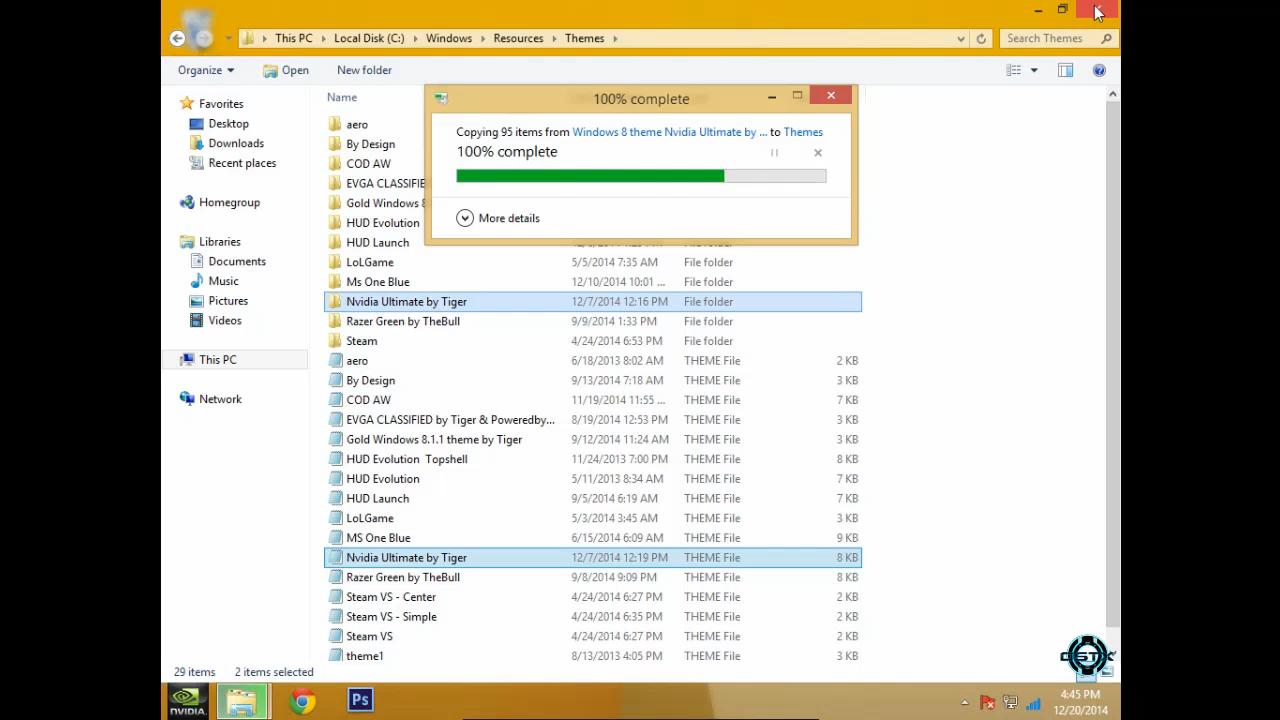 This PC Local Disk (C:) Windows Resources Themes Search Themes
Organize Open New folder
Name
100% complete
Copying 95 items from Windows 8 theme Nvidia Ultimate by ... to Themes
100% complete
More details
Favorites
Desktop
Downloads
Recent places
Homegroup
Libraries
Documents
Music
Pictures
Videos
This PC
Network
aero
By Design
COD AW
EVGA CLASSIFIE
Gold Windows 8
HUD Evolution
HUD Launch
LoLGame 5/5/2014 7:35 AM File folder
Ms One Blue 12/10/2014 10:01 ... File folder
Nvidia Ultimate by Tiger 12/7/2014 12:16 PM File folder
Razer Green by TheBull 9/9/2014 1:33 PM File folder
Steam 4/24/2014 6:53 PM File folder
aero 6/18/2013 8:02 AM THEME File 2 KB
By Design 9/13/2014 7:18 AM THEME File 3 KB
COD AW 11/19/2014 11:55 ... THEME File 7 KB
EVGA CLASSIFIED by Tiger & Poweredby... 8/19/2014 12:53 PM THEME File 3 KB
Gold Windows 8.1.1 theme by Tiger 9/12/2014 11:24 AM THEME File 3 KB
HUD Evolution Topshell 11/24/2013 7:00 PM THEME File 8 KB
HUD Evolution 5/11/2013 8:34 AM THEME File 7 KB
HUD Launch 9/5/2014 6:19 AM THEME File 7 KB
LoLGame 5/3/2014 3:45 AM THEME File 7 KB
MS One Blue 6/15/2014 6:09 AM THEME File 9 KB
Nvidia Ultimate by Tiger 12/7/2014 12:19 PM THEME File 8 KB
Razer Green by TheBull 9/8/2014 9:09 PM THEME File 8 KB
Steam VS - Center 4/24/2014 6:27 PM THEME File 2 KB
Steam VS - Simple 4/24/2014 6:35 PM THEME File 2 KB
Steam VS 4/24/2014 6:27 PM THEME File 2 KB
theme1 8/13/2013 4:05 PM THEME File 3 KB
29 items 2 items selected
NVIDIA. Ps 4:45 PM
12/20/2014